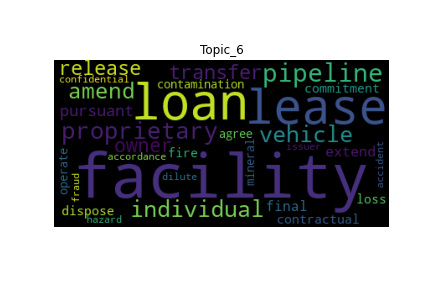 Topic_6
release
confidential
transfer
pipeline
contamination
commitment
amend
loan
lease
pursuant
proprietary
owner
agree
vehicle
fire
mineral
issuer
extend
accordance
operate
facility
accident
fraud
dilute
dispose
individual
final
loss
hazard
contractual